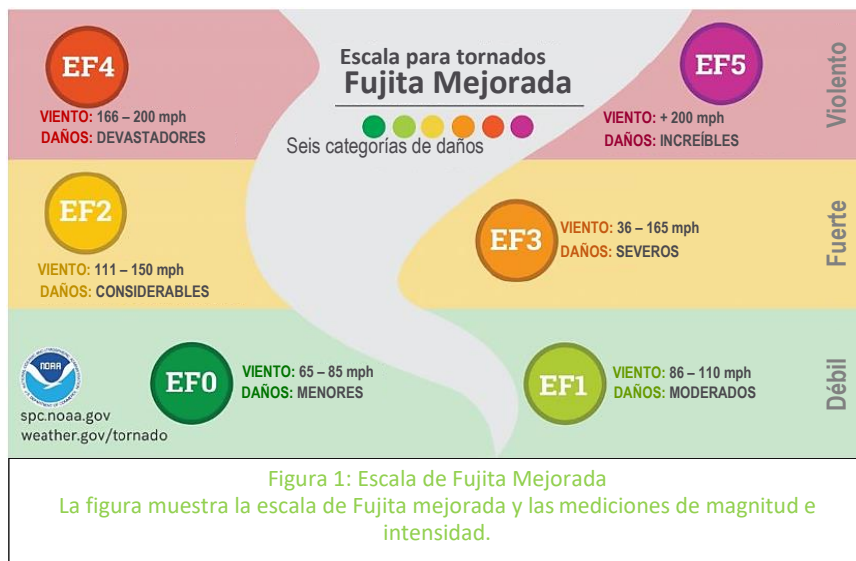 Escala para tornados
Fujita Mejorada
Seis categorías de daños
EF4
VIENTO: 166 – 200 mph
DAÑOS: DEVASTADORES
EF5
VIENTO: + 200 mph
DAÑOS: INCREÍBLES
Violento
EF2
VIENTO: 111 – 150 mph
DAÑOS: CONSIDERABLES
EF3
VIENTO: 36 – 165 mph
DAÑOS: SEVEROS
Fuerte
NOAA
spc.noaa.gov
weather.gov/tornado
EF0
VIENTO: 65 – 85 mph
DAÑOS: MENORES
EF1
VIENTO: 86 – 110 mph
DAÑOS: MODERADOS
Débil
Figura 1: Escala de Fujita Mejorada
La figura muestra la escala de Fujita mejorada y las mediciones de magnitud e
intensidad.